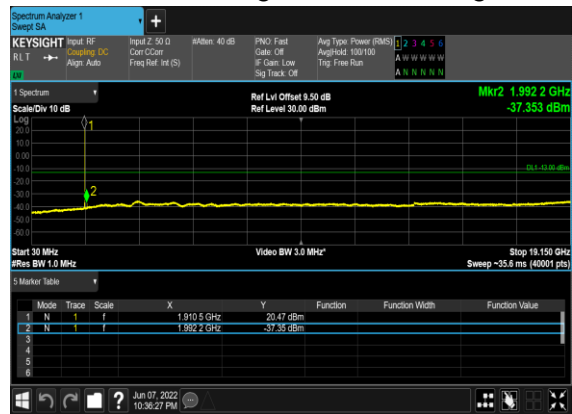 Spectrum Analyzer 1
Swept SA
+
KEYSIGHT Input: RF Input Z: 50 Ω #Atten: 40 dB PNO: Fast Avg Type: Power (RMS) 1 2 3 4 5 6
RLT Coupling: DC Corr CCorr Gate: Off Avg|Hold: 100/100 A W W W W W
Align: Auto Freq Ref: Int (S) IF Gain: Low Trig: Free Run
Sig Track: Off A N N N N N
LW
1 Spectrum Ref Lvl Offset 9.50 dB Mkr2 1.992 2 GHz
Scale/Div 10 dB Ref Level 30.00 dBm -37.353 dBm
Log
20.0 1
10.0
0.00
-10.0 DL1 -13.00 dBm
-20.0
-30.0 2
-40.0
-50.0
-60.0
Start 30 MHz Video BW 3.0 MHz* Stop 19.150 GHz
#Res BW 1.0 MHz Sweep ~35.6 ms (40001 pts)
5 Marker Table
Mode Trace Scale X Y Function Function Width Function Value
1 N 1 f 1.910 5 GHz 20.47 dBm
2 N 1 f 1.992 2 GHz -37.35 dBm
3
4
5
6
? Jun 07, 2022
10:36:27 PM